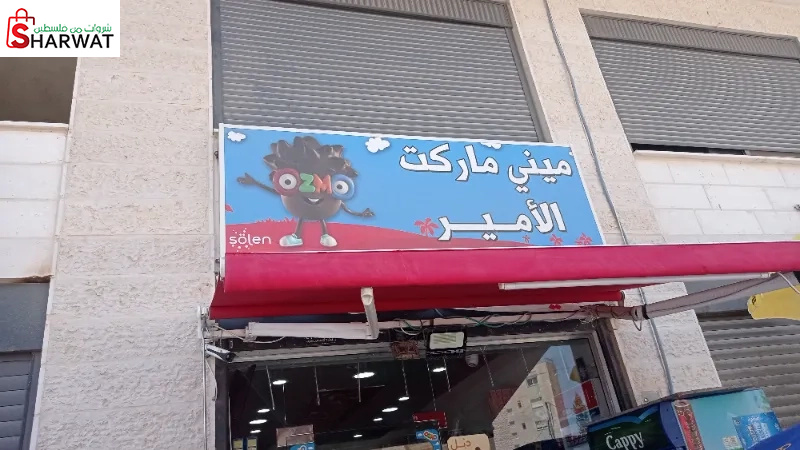 شروات من فلسطين
SHARWAT
ميني ماركت
الأمير
OZMO
şölen
Cappy